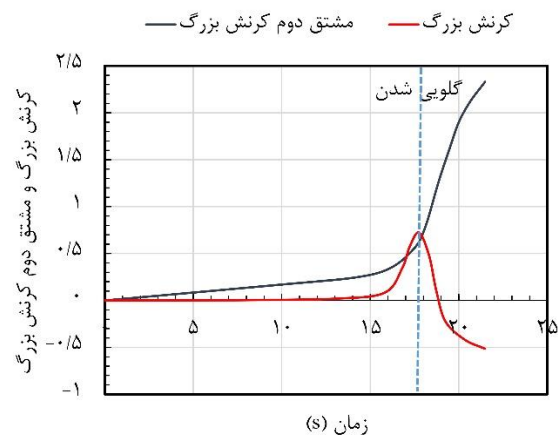 کرنش بزرگ
مشتق دوم کرنش بزرگ
۲/۵
۲
۱/۵
۱
۰/۵
۰
-۰/۵
-۱
۵
۱۰
۱۵
۲۰
گلویی شدن
کرنش بزرگ و مشتق دوم کرنش بزرگ
زمان (s)